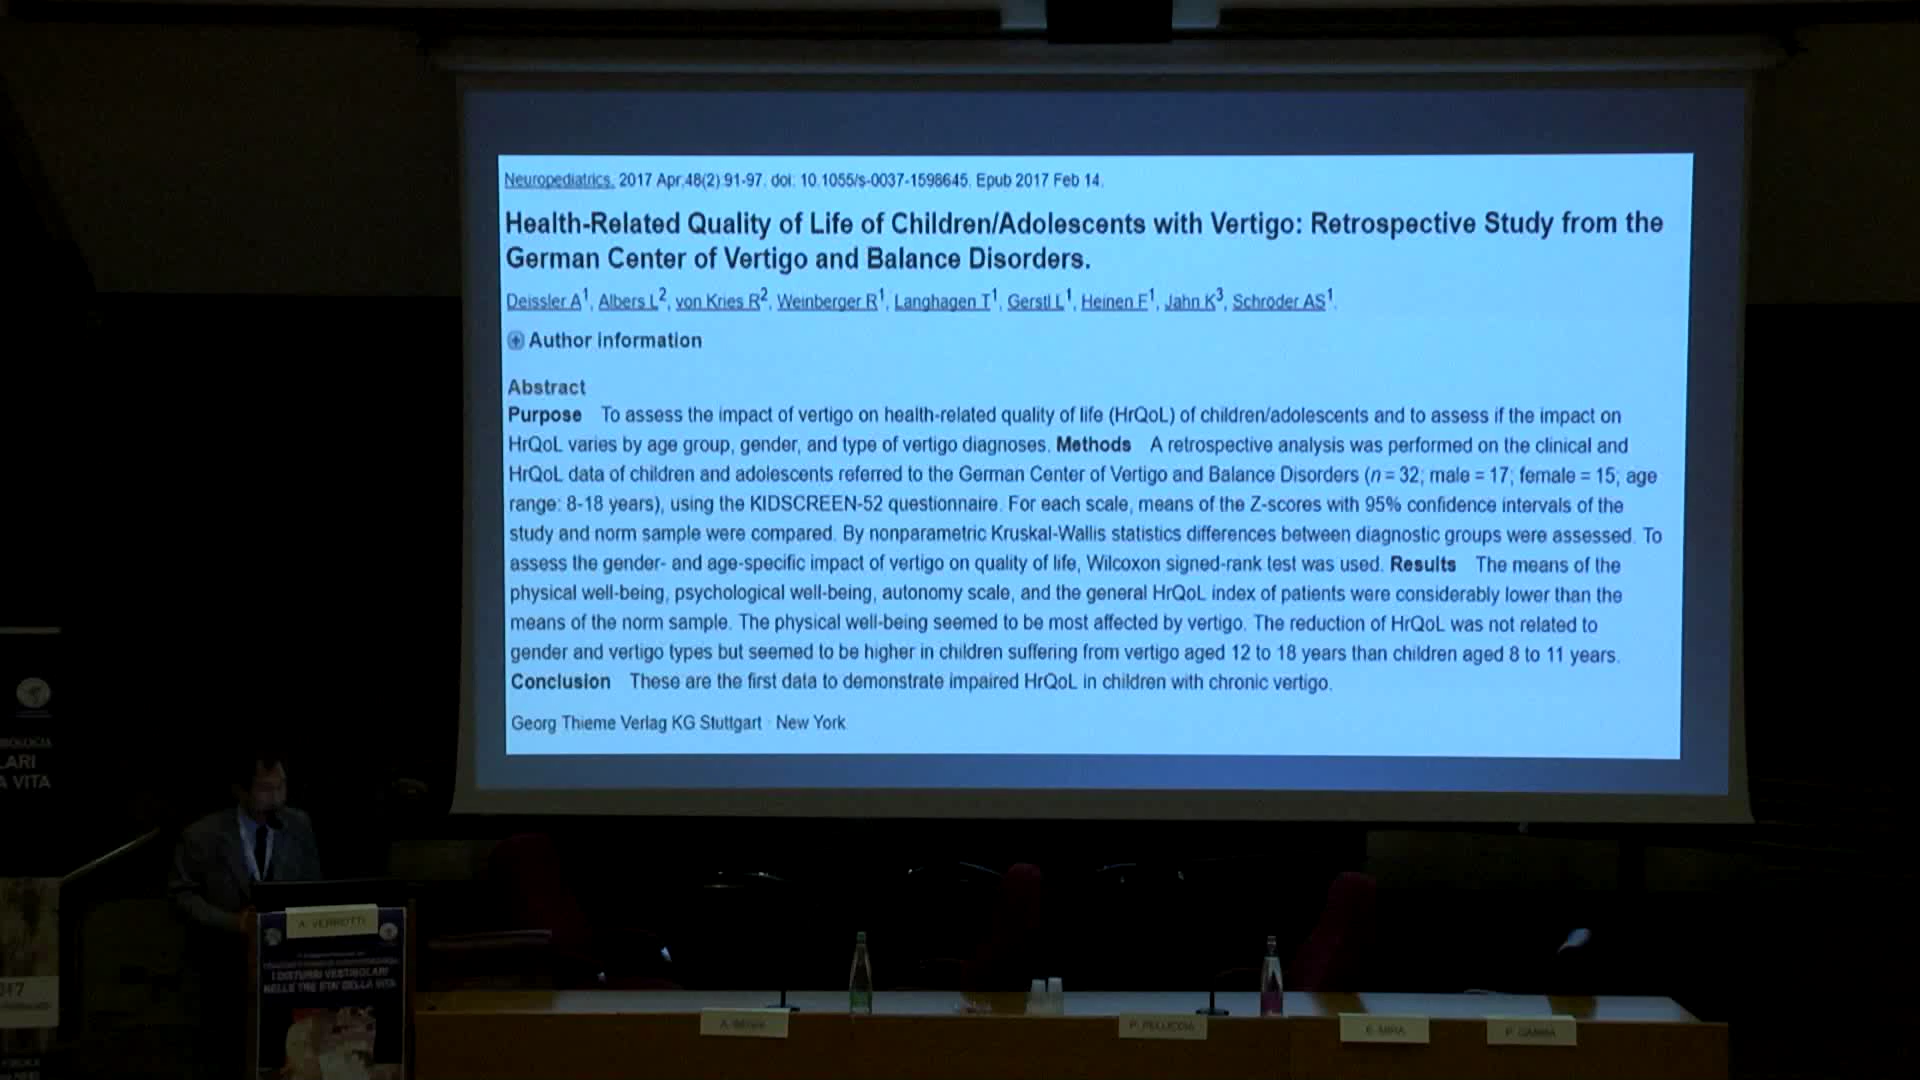 Neuropediatrics. 2017 Apr;48(2):91-97. doi: 10.1055/s-0037-1598645. Epub 2017 Feb 14.
Health-Related Quality of Life of Children/Adolescents with Vertigo: Retrospective Study from the
German Center of Vertigo and Balance Disorders.
Deissler A1, Albers L2, von Kries R2, Weinberger R1, Langhagen T1, Gerstl L1, Heinen F1, Jahn K3, Schröder AS1.
Author information
Abstract
Purpose To assess the impact of vertigo on health-related quality of life (HrQoL) of children/adolescents and to assess if the impact on
HrQoL varies by age group, gender, and type of vertigo diagnoses. Methods A retrospective analysis was performed on the clinical and
HrQoL data of children and adolescents referred to the German Center of Vertigo and Balance Disorders (n = 32; male = 17; female = 15; age
range: 8-18 years), using the KIDSCREEN-52 questionnaire. For each scale, means of the Z-scores with 95% confidence intervals of the
study and norm sample were compared. By nonparametric Kruskal-Wallis statistics differences between diagnostic groups were assessed. To
assess the gender- and age-specific impact of vertigo on quality of life, Wilcoxon signed-rank test was used. Results The means of the
physical well-being, psychological well-being, autonomy scale, and the general HrQoL index of patients were considerably lower than the
means of the norm sample. The physical well-being seemed to be most affected by vertigo. The reduction of HrQoL was not related to
gender and vertigo types but seemed to be higher in children suffering from vertigo aged 12 to 18 years than children aged 8 to 11 years.
Conclusion These are the first data to demonstrate impaired HrQoL in children with chronic vertigo.
Georg Thieme Verlag KG Stuttgart · New York
LARI
A VITA
A. VERROTTI
I DISTURBI VESTIBOLARI
NELLE TRE ETA' DELLA VITA
P. PELUCCIA
E. MIRA
P. GAMBA